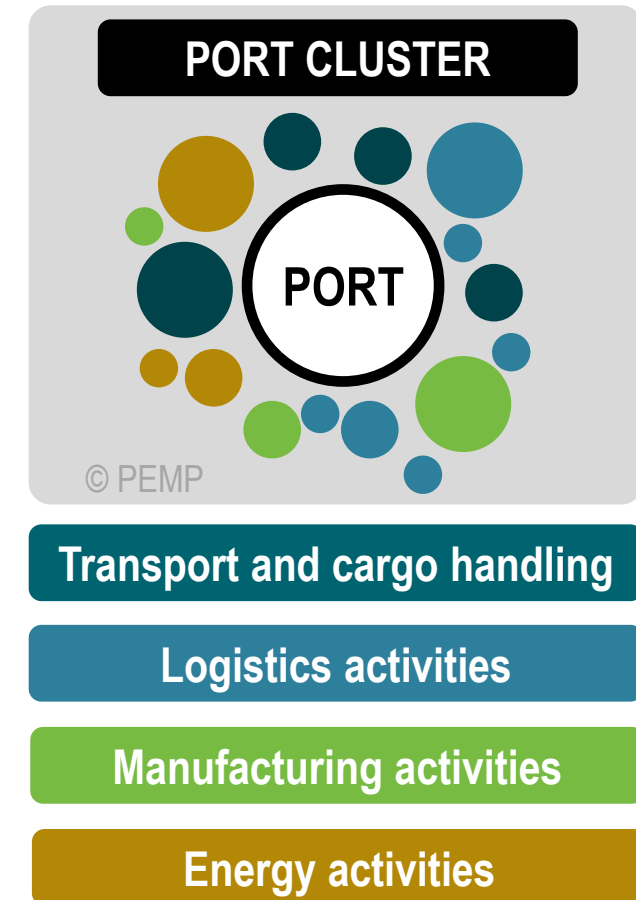 PORT CLUSTER
PORT
© PEMP
Transport and cargo handling
Logistics activities
Manufacturing activities
Energy activities